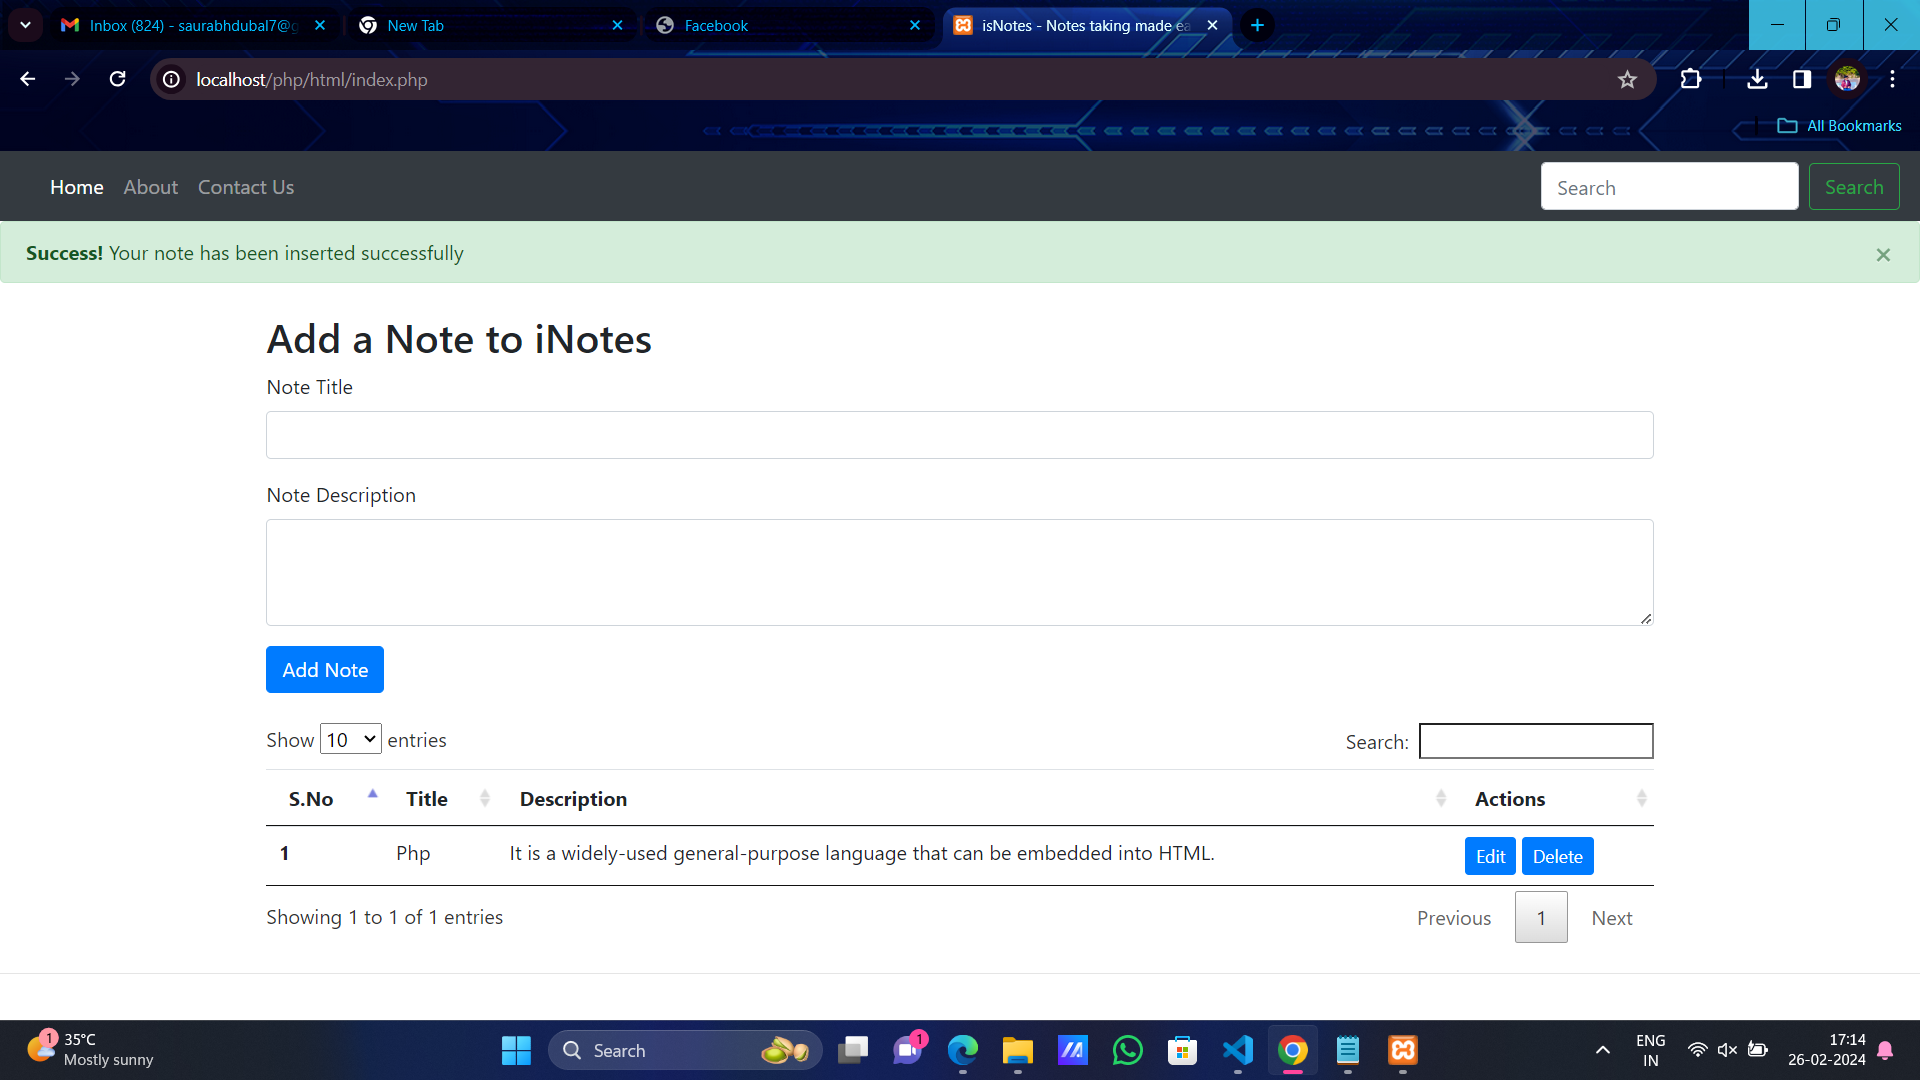 Inbox (824) - saurabhdubal7@g
New Tab
Facebook
isNotes - Notes taking made ea
localhost/php/html/index.php
All Bookmarks
Home About Contact Us
Search
Search
Success! Your note has been inserted successfully
×
Add a Note to iNotes
Note Title
Note Description
Add Note
Show 10 entries
Search:
S.No Title Description Actions
1 Php It is a widely-used general-purpose language that can be embedded into HTML. Edit Delete
Showing 1 to 1 of 1 entries
Previous 1 Next
1
35°C
Mostly sunny
Search
1
ENG
IN
17:14
26-02-2024